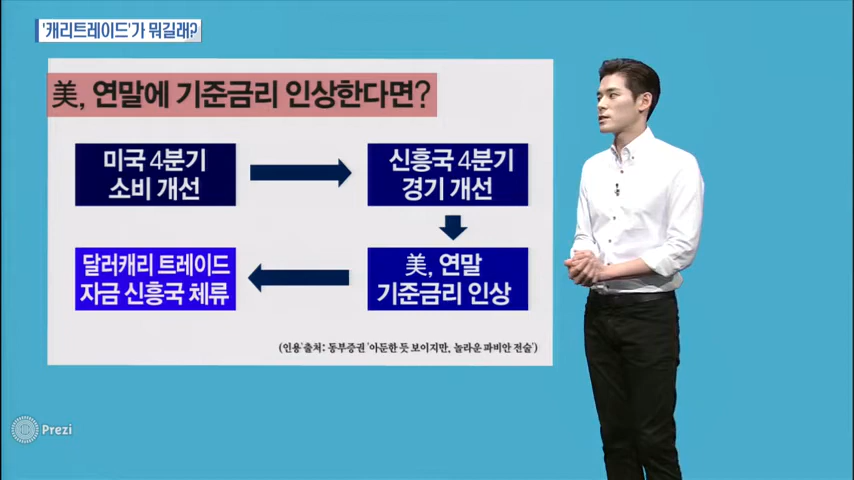 '캐리트레이드'가 뭐길래?
美, 연말에 기준금리 인상한다면?
미국 4분기
소비 개선
신흥국 4분기
경기 개선
美, 연말
기준금리 인상
달러캐리 트레이드
자금 신흥국 체류
(인용'출처: 동부증권 '아둔한 듯 보이지만, 놀라운 파비안 전술')
Prezi